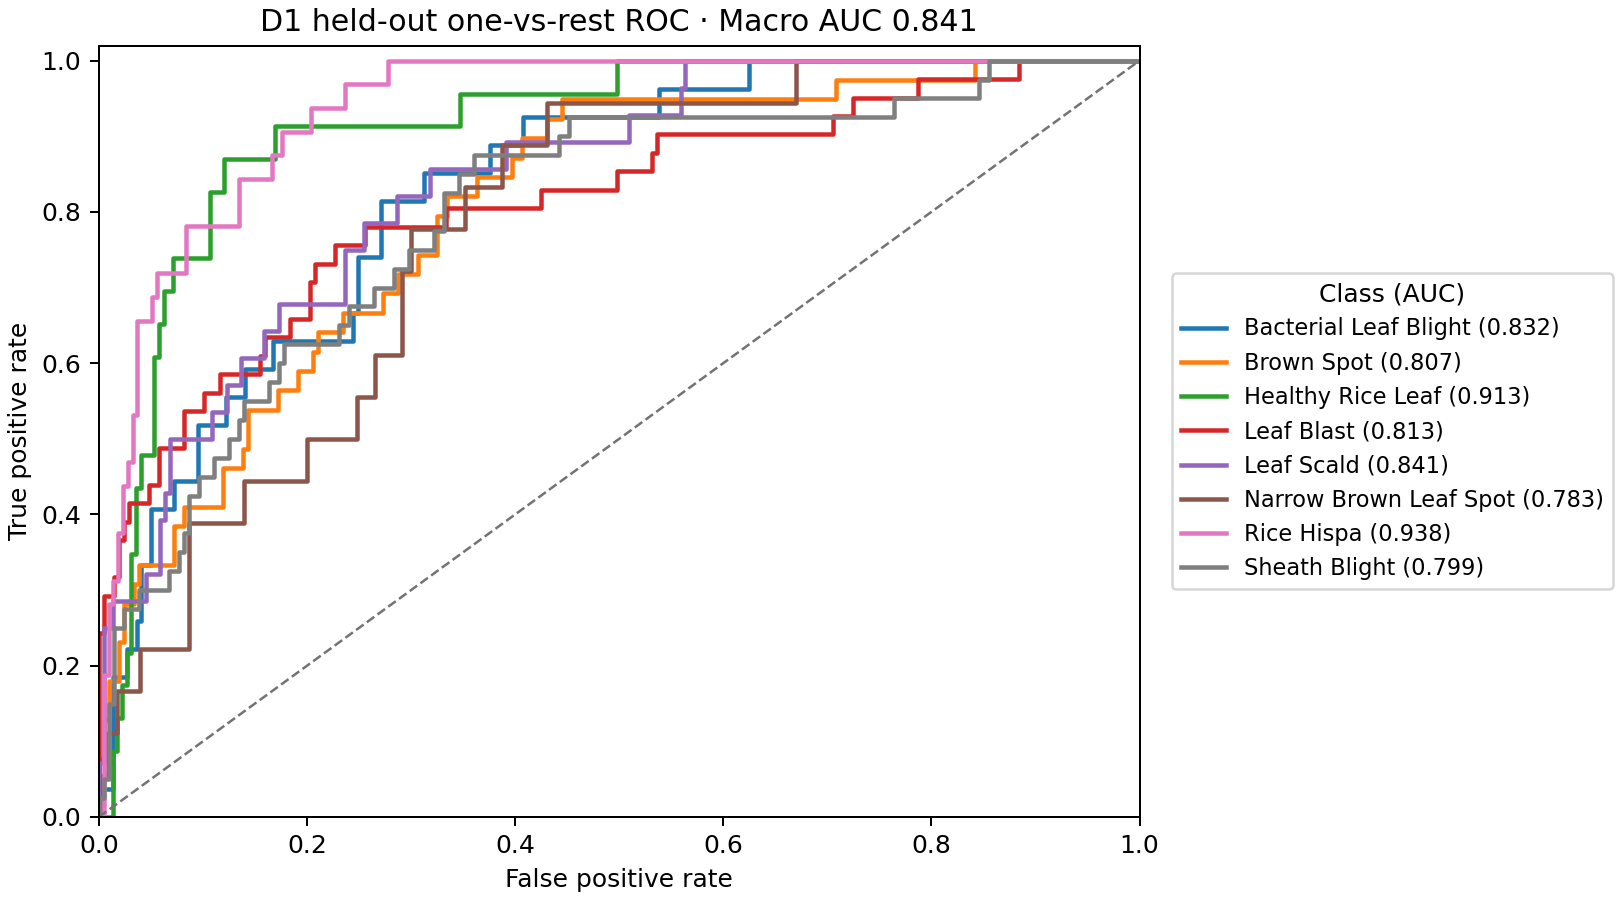 D1 held-out one-vs-rest ROC · Macro AUC 0.841
True positive rate
1.0
0.8
0.6
0.4
0.2
0.0
0.0 0.2 0.4 0.6 0.8 1.0
False positive rate
Class (AUC)
Bacterial Leaf Blight (0.832)
Brown Spot (0.807)
Healthy Rice Leaf (0.913)
Leaf Blast (0.813)
Leaf Scald (0.841)
Narrow Brown Leaf Spot (0.783)
Rice Hispa (0.938)
Sheath Blight (0.799)